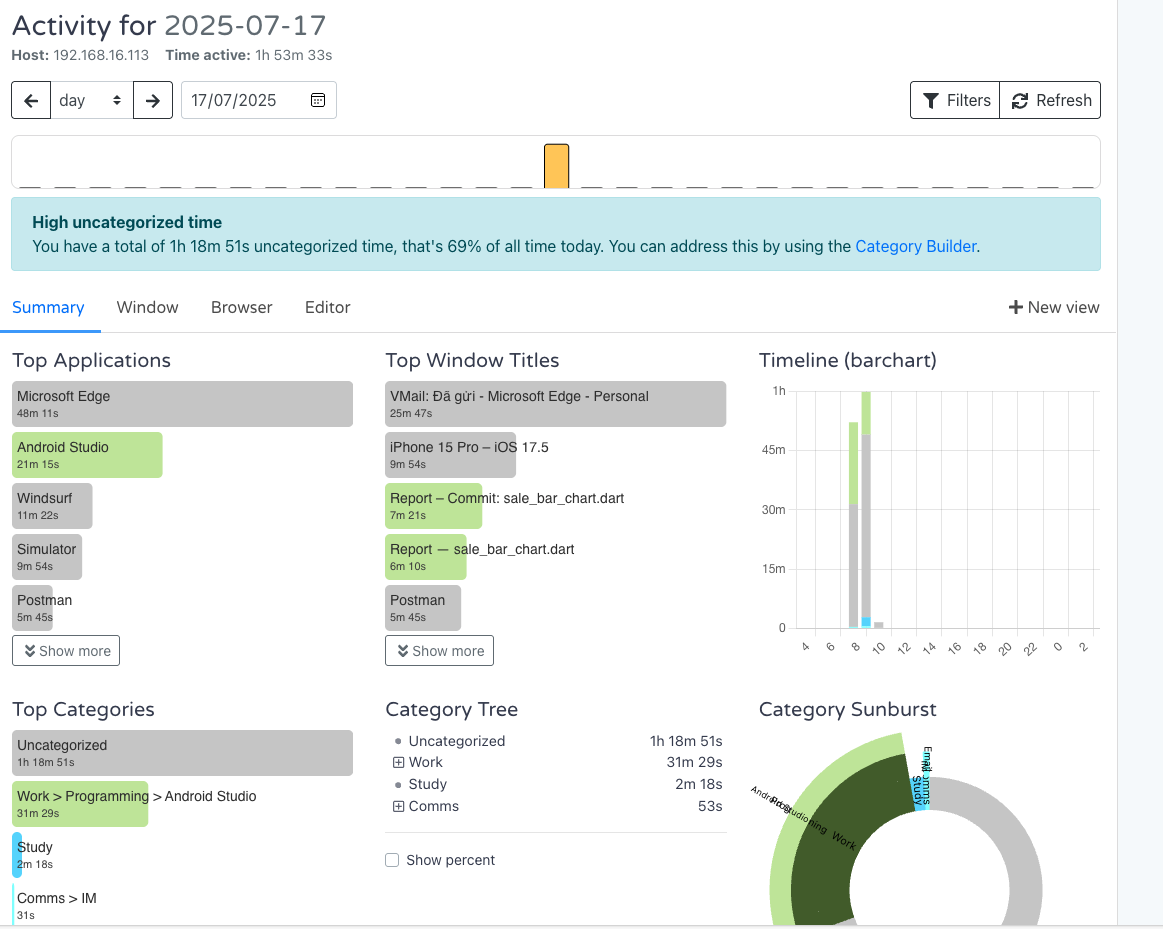 Activity for 2025-07-17
Host: 192.168.16.113 Time active: 1h 53m 33s
day
17/07/2025
Filters
Refresh
High uncategorized time
You have a total of 1h 18m 51s uncategorized time, that's 69% of all time today. You can address this by using the Category Builder.
Summary
Window
Browser
Editor
New view
Top Applications
Microsoft Edge
48m 11s
Android Studio
21m 15s
Windsurf
11m 22s
Simulator
9m 54s
Postman
5m 45s
Show more
Top Window Titles
VMail: Đã gửi - Microsoft Edge - Personal
25m 47s
iPhone 15 Pro – iOS 17.5
9m 54s
Report – Commit: sale_bar_chart.dart
7m 21s
Report — sale_bar_chart.dart
6m 10s
Postman
5m 45s
Show more
Timeline (barchart)
1h
45m
30m
15m
0
4 6 8 10 12 14 16 18 20 22 0 2
Top Categories
Uncategorized
1h 18m 51s
Work > Programming > Android Studio
31m 29s
Study
2m 18s
Comms > IM
31s
Category Tree
Uncategorized 1h 18m 51s
Work 31m 29s
Study 2m 18s
Comms 53s
Show percent
Category Sunburst
Work
Study
Email
Comms